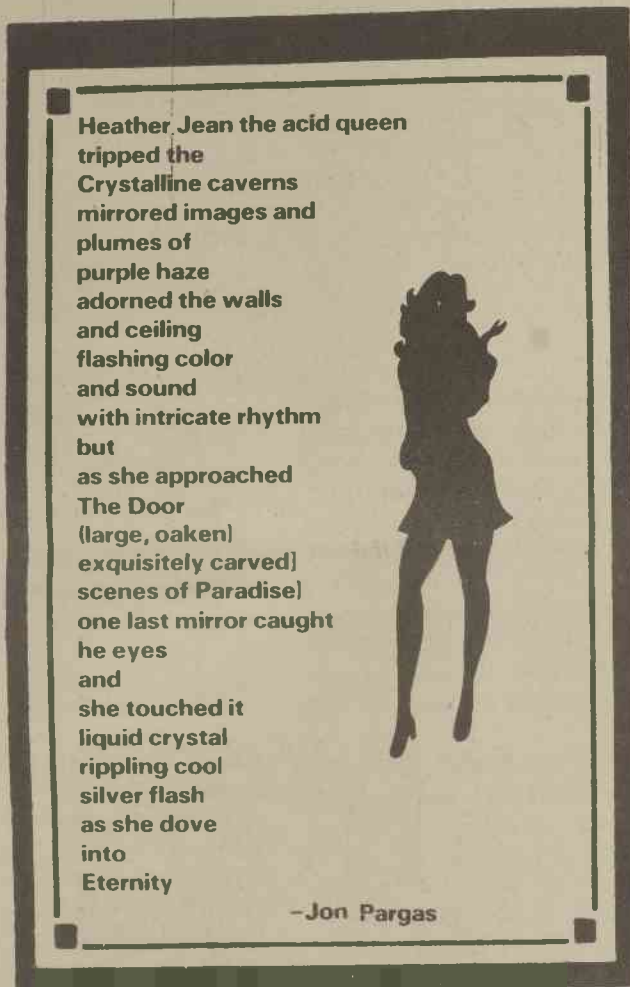 Heather Jean the acid queen
tripped the
Crystalline caverns
mirrored images and
plumes of
purple haze
adorned the walls
and ceiling
flashing color
and sound
with intricate rhythm
but
as she approached
The Door
(large, oaken]
exquisitely carved]
scenes of Paradise]
one last mirror caught
he eyes
and
she touched it
liquid crystal
rippling cool
silver flash
as she dove
into
Eternity
-Jon Pargas